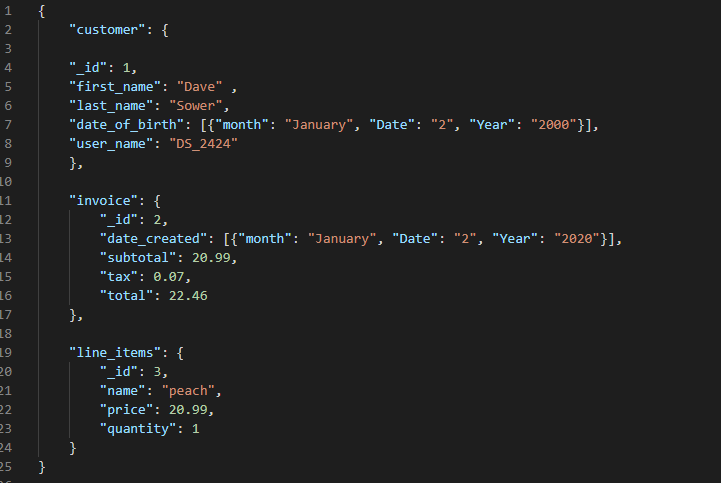 1 {
2     "customer": {
3
4     "_id": 1,
5     "first_name": "Dave" ,
6     "last_name": "Sower",
7     "date_of_birth": [{"month": "January", "Date": "2", "Year": "2000"}],
8     "user_name": "DS_2424"
9     },
10
11     "invoice": {
12         "_id": 2,
13         "date_created": [{"month": "January", "Date": "2", "Year": "2020"}],
14         "subtotal": 20.99,
15         "tax": 0.07,
16         "total": 22.46
17     },
18
19     "line_items": {
20         "_id": 3,
21         "name": "peach",
22         "price": 20.99,
23         "quantity": 1
24     }
25 }